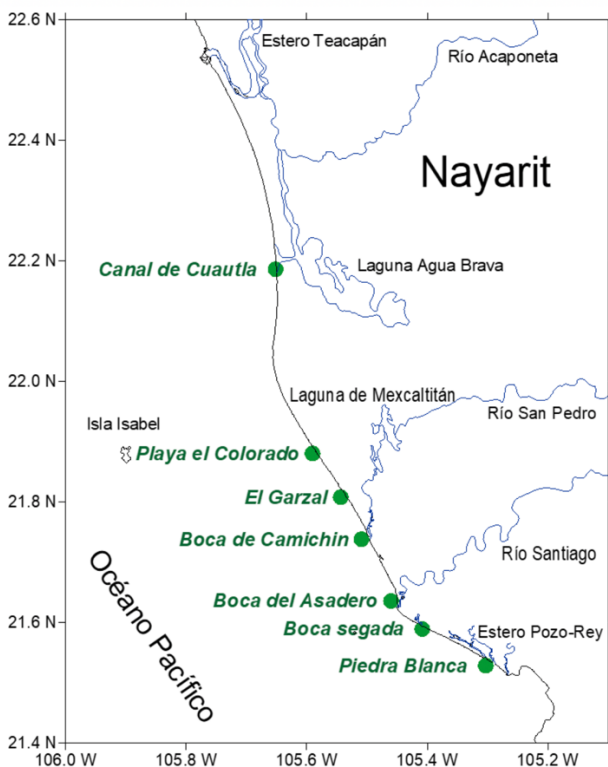 22.6 N
Estero Teacapán
Río Acaponeta
22.4 N
Nayarit
22.2 N
Canal de Cuautla
Laguna Agua Brava
22.0 N
Laguna de Mexcaltitán
Río San Pedro
Isla Isabel
Playa el Colorado
21.8 N
El Garzal
Boca de Camichin
Río Santiago
Océano Pacífico
21.6 N
Boca del Asadero
Boca segada
Estero Pozo-Rey
Piedra Blanca
21.4 N
106.0 W
105.8 W
105.6 W
105.4 W
105.2 W